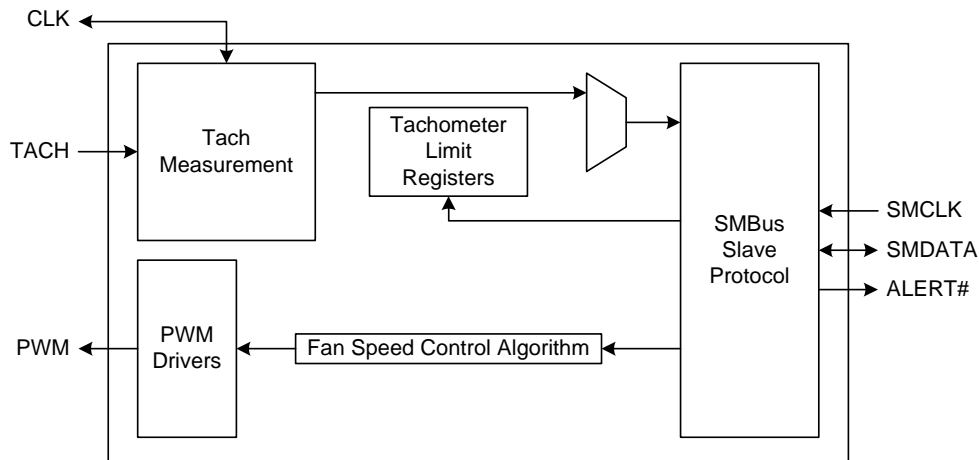 CLK
TACH
Tach
Measurement
Tachometer
Limit
Registers
SMBus
Slave
Protocol
SMCLK
SMDATA
ALERT#
PWM
PWM
Drivers
Fan Speed Control Algorithm